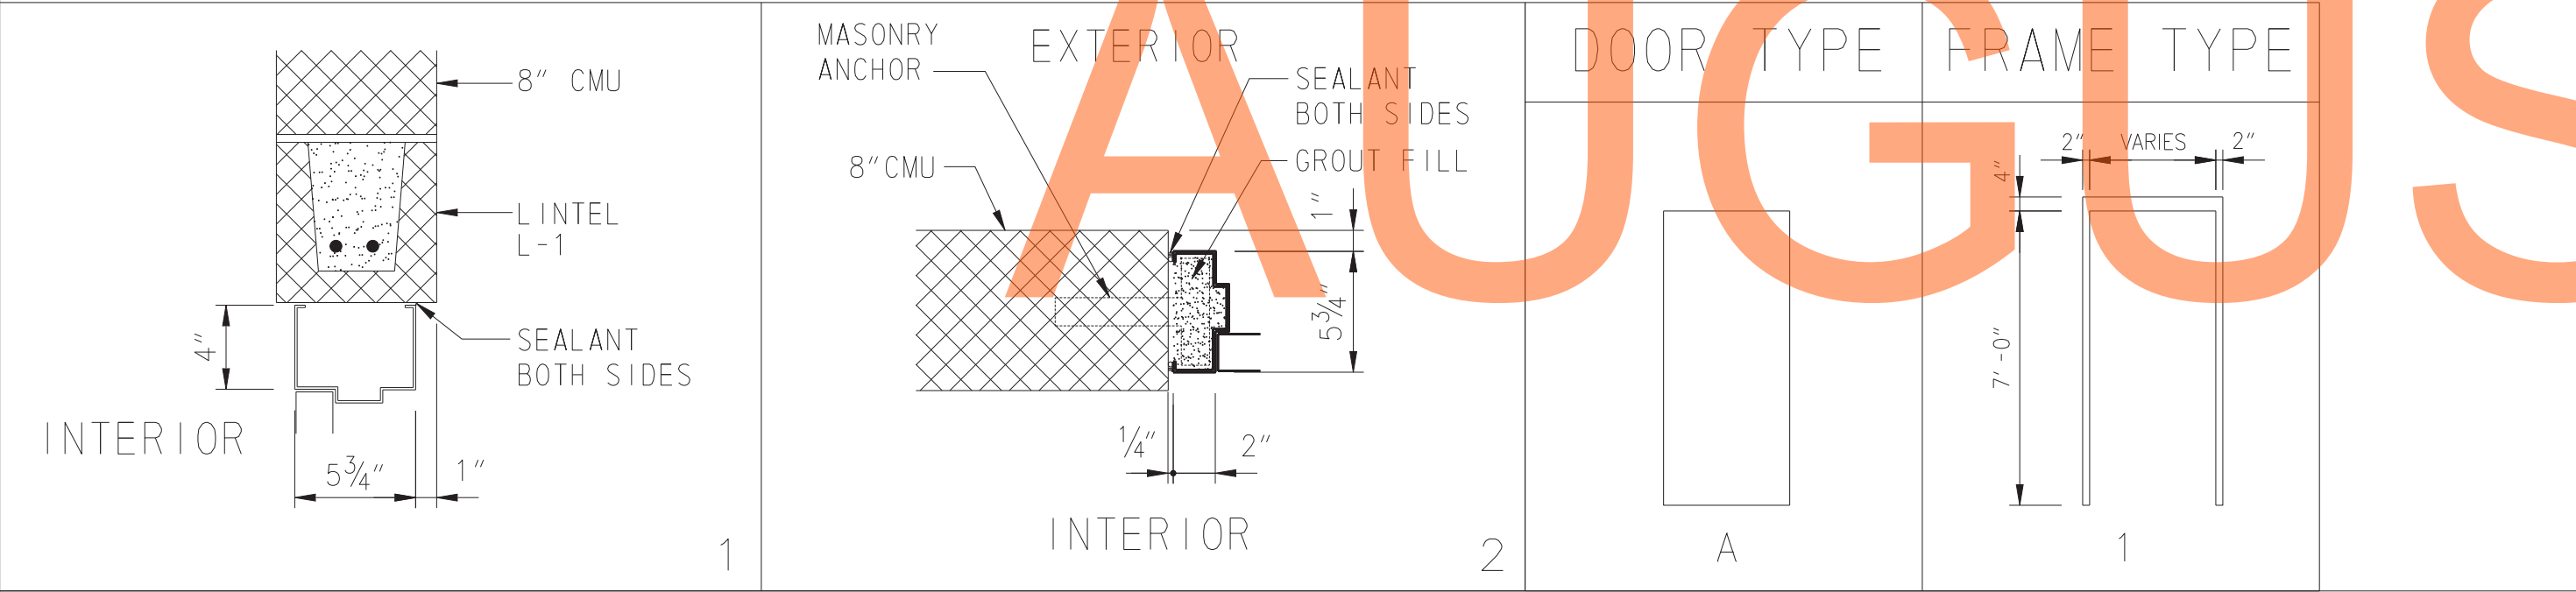 8" CMU
LINTEL
L-1
SEALANT
BOTH SIDES
4"
INTERIOR
5¾"
1"
1
MASONRY
ANCHOR
EXTERIOR
SEALANT
BOTH SIDES
8"CMU
GROUT FILL
1"
5¾"
¼"
2"
INTERIOR
2
DOOR TYPE
A
FRAME TYPE
2" VARIES 2"
4"
7'-0"
1
AUGUS